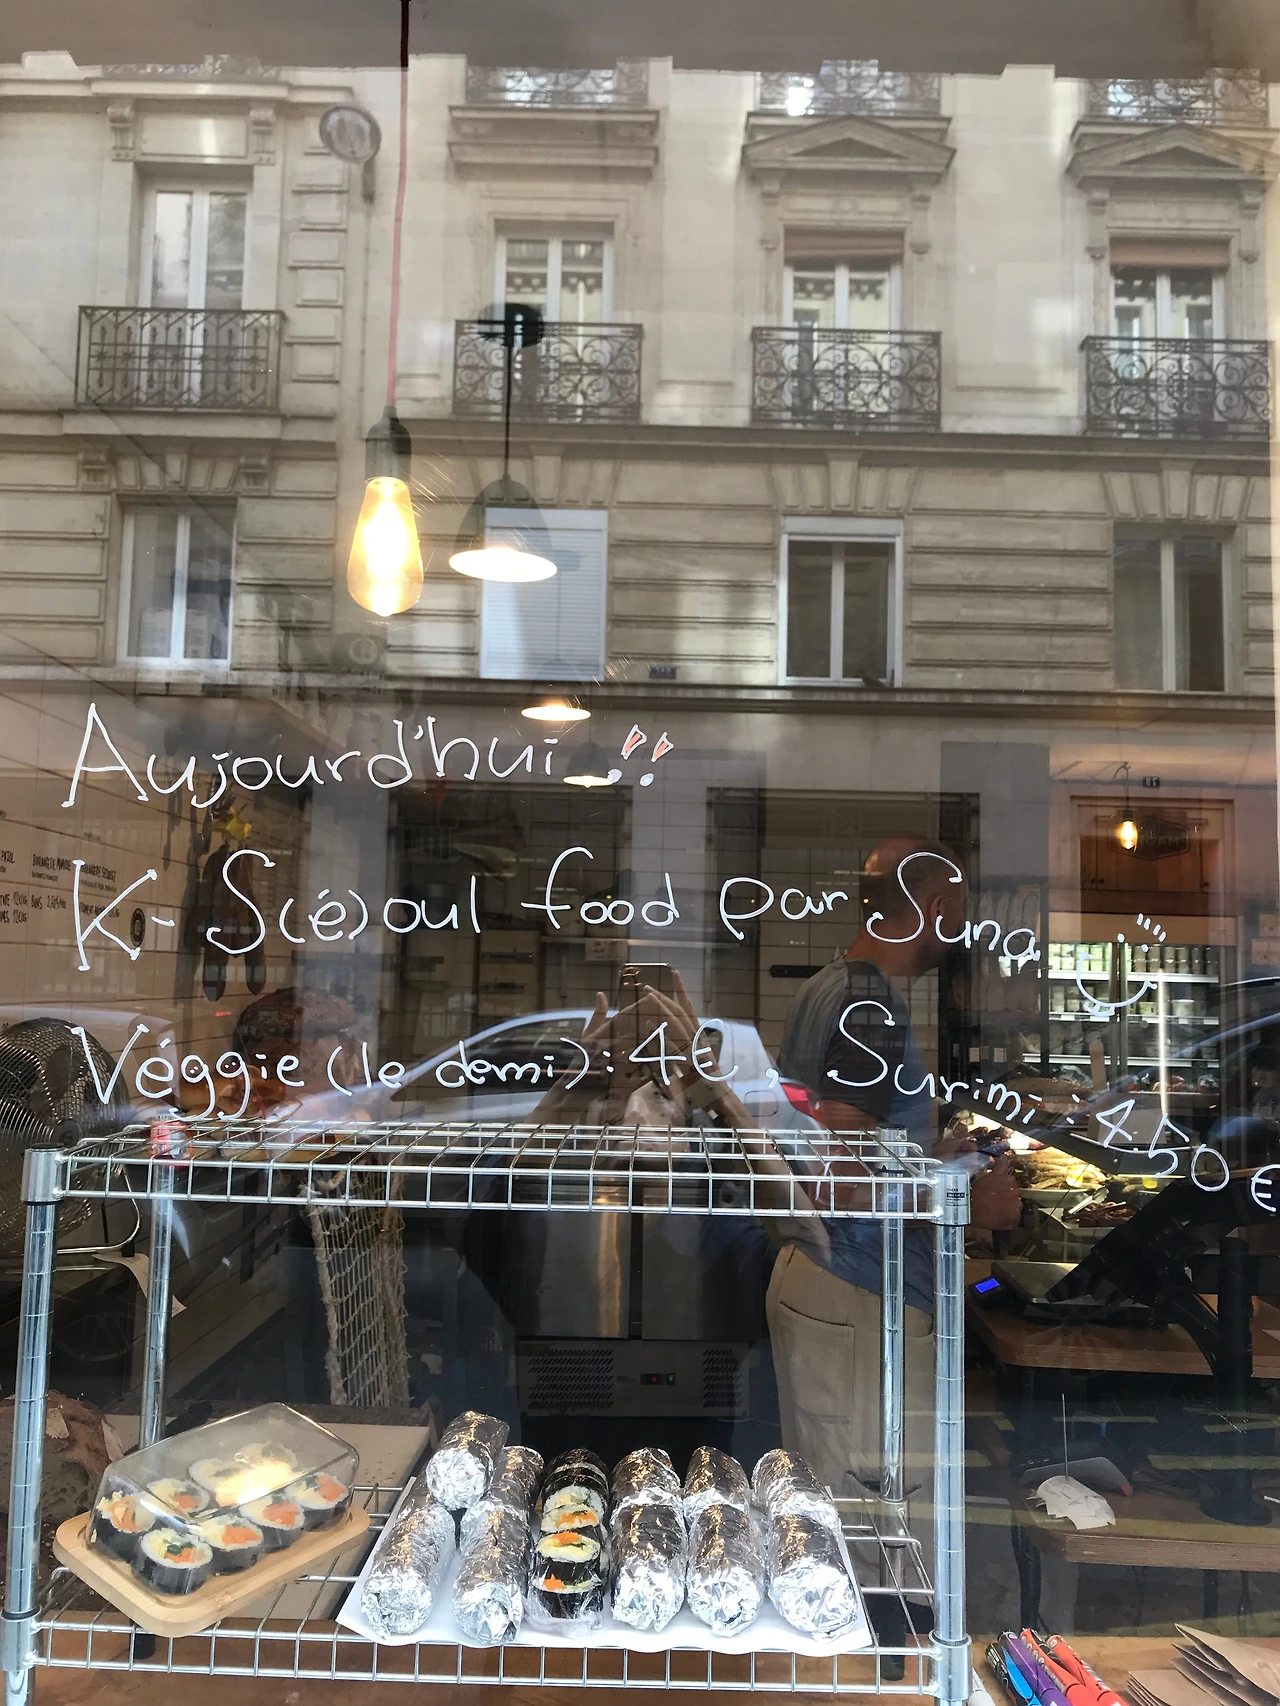 Aujourd'hui !!
K-S(é)oul food par Suna
Véggie (le demi) : 4€, Surimi : 4.50 €